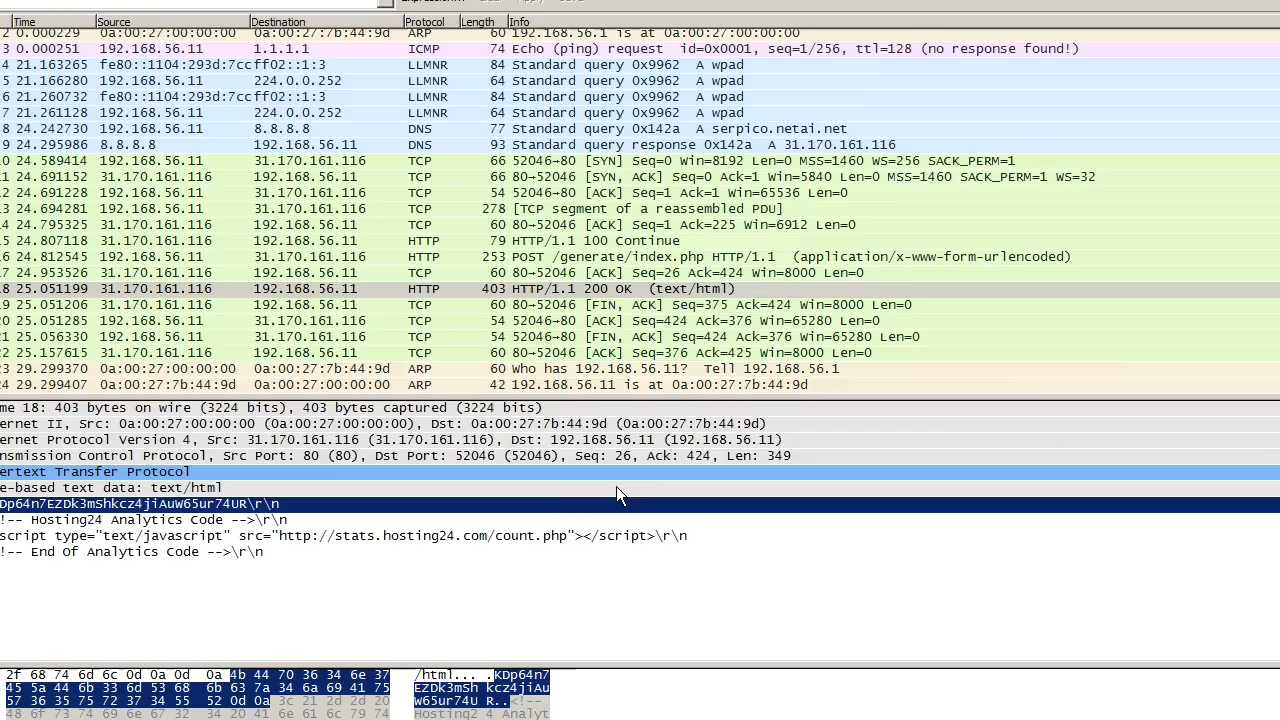 Time Source Destination Protocol Length Info
2 0.000229 0a:00:27:00:00:00 0a:00:27:7b:44:9d ARP 60 192.168.56.1 is at 0a:00:27:00:00:00
3 0.000251 192.168.56.11 1.1.1.1 ICMP 74 Echo (ping) request id=0x0001, seq=1/256, ttl=128 (no response found!)
4 21.163265 fe80::1104:293d:7cc ff02::1:3 LLMNR 84 Standard query 0x9962 A wpad
5 21.166280 192.168.56.11 224.0.0.252 LLMNR 64 Standard query 0x9962 A wpad
6 21.260732 fe80::1104:293d:7cc ff02::1:3 LLMNR 84 Standard query 0x9962 A wpad
7 21.261128 192.168.56.11 224.0.0.252 LLMNR 64 Standard query 0x9962 A wpad
8 24.242730 192.168.56.11 8.8.8.8 DNS 77 Standard query 0x142a A serpico.netai.net
9 24.295986 8.8.8.8 192.168.56.11 DNS 93 Standard query response 0x142a A 31.170.161.116
0 24.589414 192.168.56.11 31.170.161.116 TCP 66 52046→80 [SYN] Seq=0 Win=8192 Len=0 MSS=1460 WS=256 SACK_PERM=1
1 24.691152 31.170.161.116 192.168.56.11 TCP 66 80→52046 [SYN, ACK] Seq=0 Ack=1 Win=5840 Len=0 MSS=1460 SACK_PERM=1 WS=32
2 24.691228 192.168.56.11 31.170.161.116 TCP 54 52046→80 [ACK] Seq=1 Ack=1 Win=65536 Len=0
3 24.694281 192.168.56.11 31.170.161.116 TCP 278 [TCP segment of a reassembled PDU]
4 24.795325 31.170.161.116 192.168.56.11 TCP 60 80→52046 [ACK] Seq=1 Ack=225 Win=6912 Len=0
5 24.807118 31.170.161.116 192.168.56.11 HTTP 79 HTTP/1.1 100 Continue
6 24.812545 192.168.56.11 31.170.161.116 HTTP 253 POST /generate/index.php HTTP/1.1 (application/x-www-form-urlencoded)
7 24.953526 31.170.161.116 192.168.56.11 TCP 60 80→52046 [ACK] Seq=26 Ack=424 Win=8000 Len=0
8 25.051199 31.170.161.116 192.168.56.11 HTTP 403 HTTP/1.1 200 OK (text/html)
9 25.051206 31.170.161.116 192.168.56.11 TCP 60 80→52046 [FIN, ACK] Seq=375 Ack=424 Win=8000 Len=0
0 25.051285 192.168.56.11 31.170.161.116 TCP 54 52046→80 [ACK] Seq=424 Ack=376 Win=65280 Len=0
1 25.056330 192.168.56.11 31.170.161.116 TCP 54 52046→80 [FIN, ACK] Seq=424 Ack=376 Win=65280 Len=0
2 25.157615 31.170.161.116 192.168.56.11 TCP 60 80→52046 [ACK] Seq=376 Ack=425 Win=8000 Len=0
23 29.299370 0a:00:27:00:00:00 0a:00:27:7b:44:9d ARP 60 Who has 192.168.56.11? Tell 192.168.56.1
24 29.299407 0a:00:27:7b:44:9d 0a:00:27:00:00:00 ARP 42 192.168.56.11 is at 0a:00:27:7b:44:9d
me 18: 403 bytes on wire (3224 bits), 403 bytes captured (3224 bits)
ernet II, Src: 0a:00:27:00:00:00 (0a:00:27:00:00:00), Dst: 0a:00:27:7b:44:9d (0a:00:27:7b:44:9d)
ernet Protocol Version 4, Src: 31.170.161.116 (31.170.161.116), Dst: 192.168.56.11 (192.168.56.11)
nsmission Control Protocol, Src Port: 80 (80), Dst Port: 52046 (52046), Seq: 26, Ack: 424, Len: 349
ertext Transfer Protocol
e-based text data: text/html
Dp64n7EZDk3mShkcz4jiAuW65ur74UR\r\n
!-- Hosting24 Analytics Code -->\r\n
script type="text/javascript" src="http://stats.hosting24.com/count.php"></script>\r\n
!-- End Of Analytics Code -->\r\n
2f 68 74 6d 6c 0d 0a 0d 0a 4b 44 70 36 34 6e 37 /html... .KDp64n7
45 5a 44 6b 33 6d 53 68 6b 63 7a 34 6a 69 41 75 EZDk3mSh kcz4jiAu
57 36 35 75 72 37 34 55 52 0d 0a 3c 21 2d 2d 20 W65ur74U R..<!--
48 6f 73 74 69 6e 67 32 34 20 41 6e 61 6c 79 74 Hosting2 4 Analyt